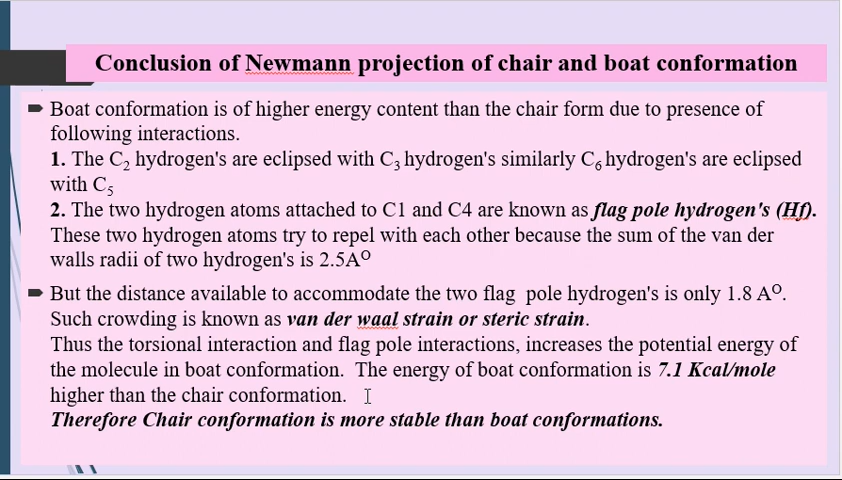 Conclusion of Newmann projection of chair and boat conformation
Boat conformation is of higher energy content than the chair form due to presence of
following interactions.
1. The C₂ hydrogen's are eclipsed with C₃ hydrogen's similarly C₆ hydrogen's are eclipsed
with C₅
2. The two hydrogen atoms attached to C1 and C4 are known as flag pole hydrogen's (Hf).
These two hydrogen atoms try to repel with each other because the sum of the van der
walls radii of two hydrogen's is 2.5Aᴼ
But the distance available to accommodate the two flag pole hydrogen's is only 1.8 Aᴼ.
Such crowding is known as van der waal strain or steric strain.
Thus the torsional interaction and flag pole interactions, increases the potential energy of
the molecule in boat conformation. The energy of boat conformation is 7.1 Kcal/mole
higher than the chair conformation.
Therefore Chair conformation is more stable than boat conformations.